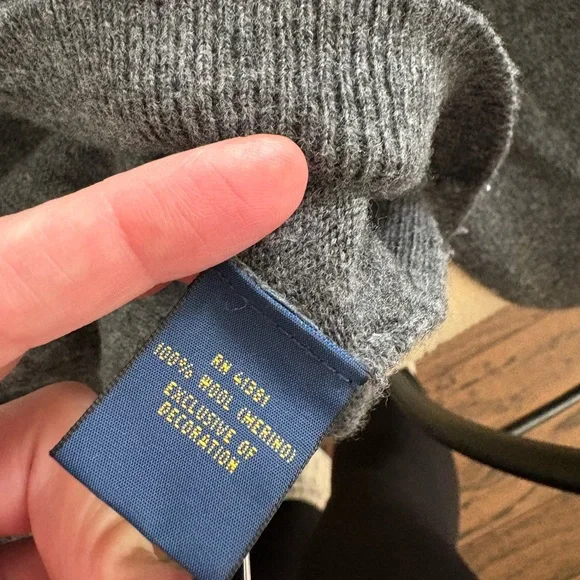 RN 41381
100% WOOL (MERINO)
EXCLUSIVE OF
DECORATION